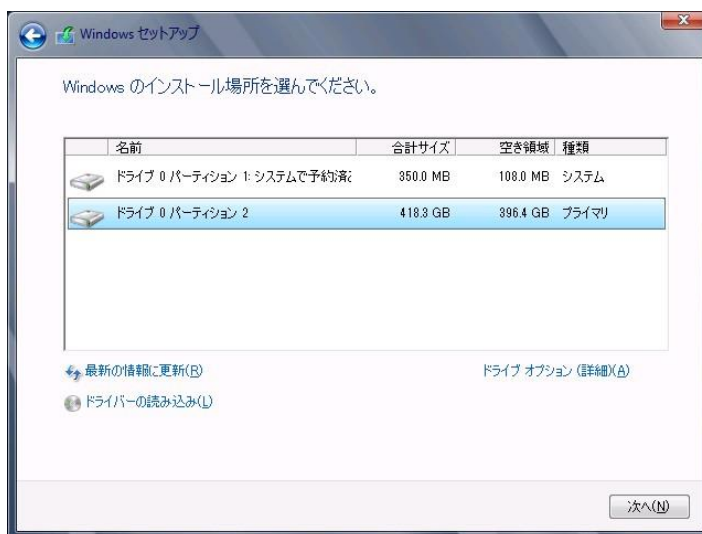 Windows セットアップ
Windows のインストール場所を選んでください。
名前 合計サイズ 空き領域 種類
ドライブ 0 パーティション 1: システムで予約済 350.0 MB 108.0 MB システム
ドライブ 0 パーティション 2 418.3 GB 396.4 GB プライマリ
最新の情報に更新(R) ドライブ オプション (詳細)(A)
ドライバーの読み込み(L)
次へ(N)